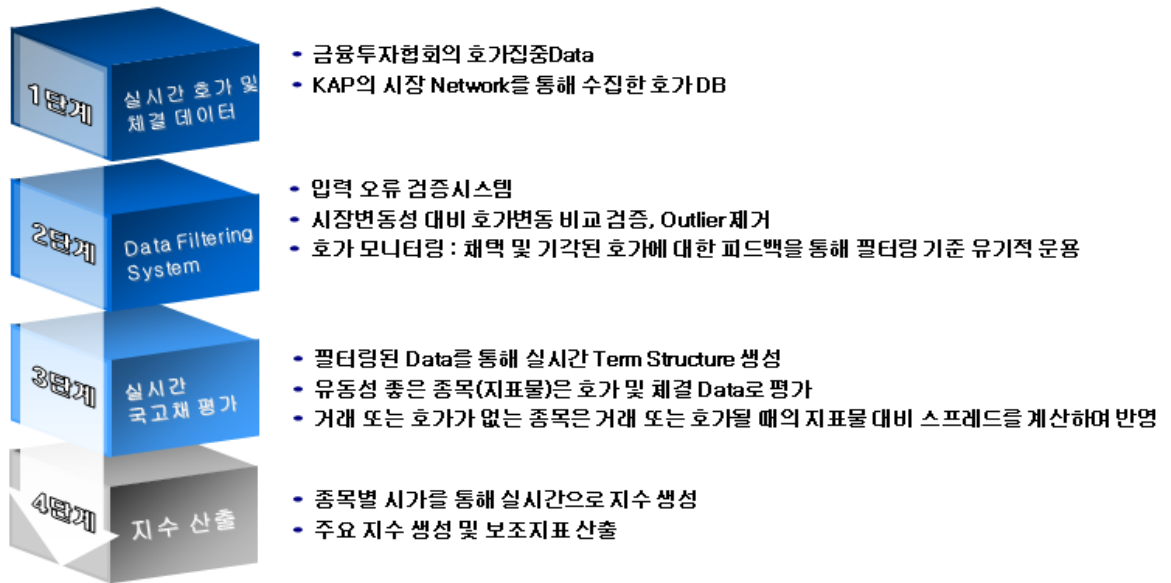 1단계
실시간 호가 및
체결 데이터
• 금융투자협회의 호가집중Data
• KAP의 시장 Network를 통해 수집한 호가 DB
2단계
Data Filtering
System
• 입력 오류 검증시스템
• 시장변동성 대비 호가변동 비교 검증, Outlier 제거
• 호가 모니터링 : 채택 및 기각된 호가에 대한 피드백을 통해 필터링 기준 유기적 운용
3단계
실시간
국고채 평가
• 필터링된 Data를 통해 실시간 Term Structure 생성
• 유동성 좋은 종목(지표물)은 호가 및 체결 Data로 평가
• 거래 또는 호가가 없는 종목은 거래 또는 호가될 때의 지표물 대비 스프레드를 계산하여 반영
4단계
지수 산출
• 종목별 시가를 통해 실시간으로 지수 생성
• 주요 지수 생성 및 보조지표 산출